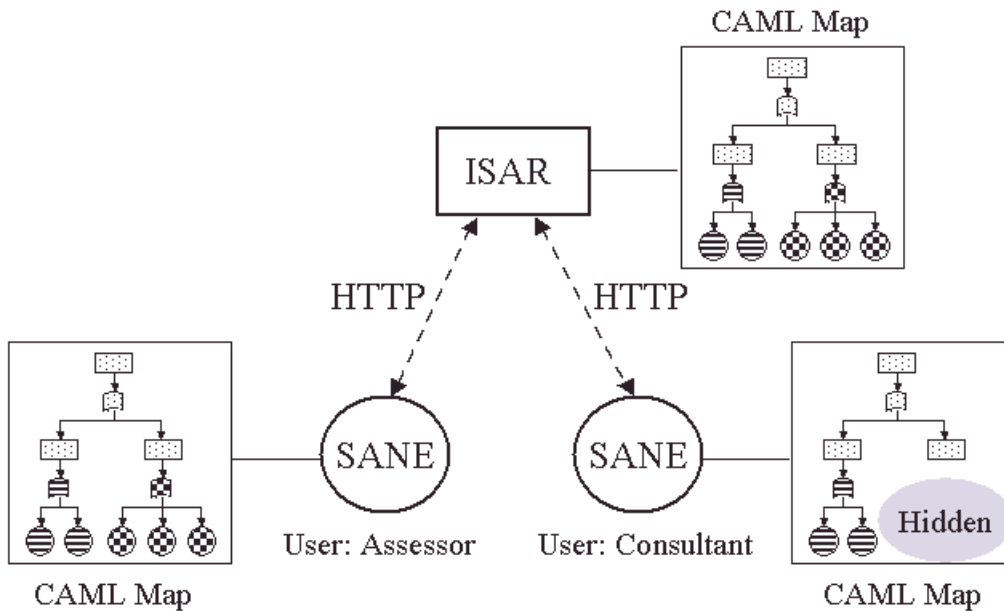 CAML Map
ISAR
HTTP
HTTP
SANE
SANE
Hidden
User: Assessor
User: Consultant
CAML Map
CAML Map